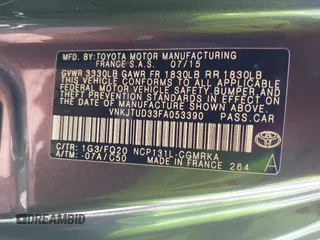 MFD.BY:TOYOTA MOTOR MANUFACTURING
FRANCE S.A.S. 07/15
GVWR 3330LB GAWR FR 1830LB RR 1830LB
THIS VEHICLE CONFORMS TO ALL APPLICABLE
FEDERAL MOTOR VEHICLE SAFETY,BUMPER,AND
THEFT PREVENTION STANDARDS IN EFFECT ON
THE DATE OF MANUFACTURE SHOWN ABOVE.
VNKJTUD33FA053390 PASS.CAR
C/TR: 1G3/FQ20 NCP131L-CGMRKA
A/TM: -07A/C50 MADE IN FRANCE 264
TOYOTA
A
DREAMBID